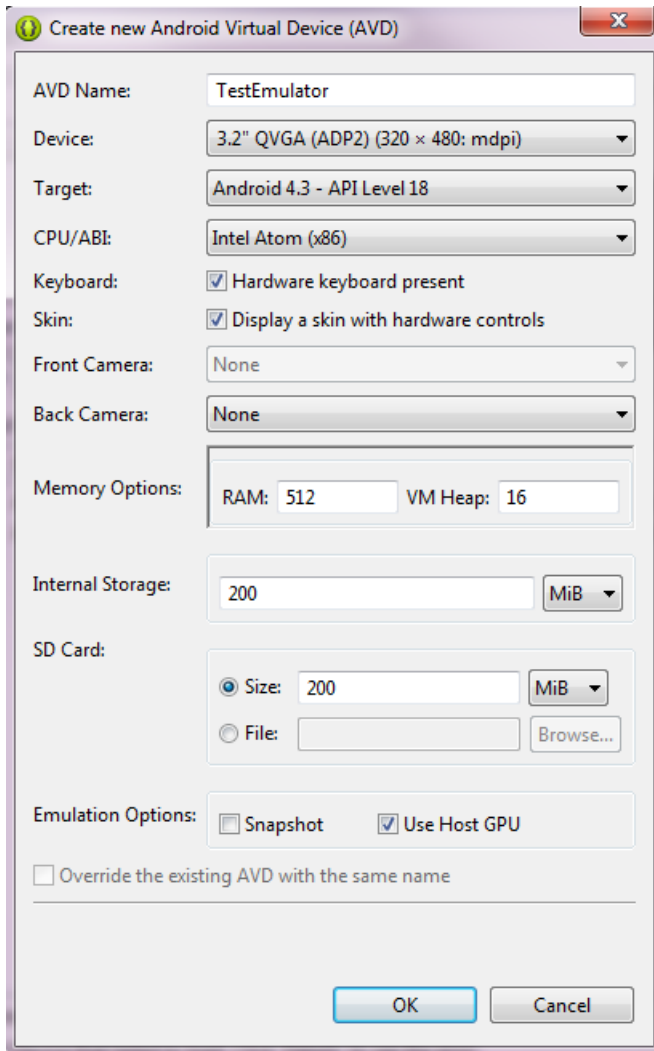 Create new Android Virtual Device (AVD)
AVD Name: TestEmulator
Device: 3.2" QVGA (ADP2) (320 × 480: mdpi)
Target: Android 4.3 - API Level 18
CPU/ABI: Intel Atom (x86)
Keyboard: Hardware keyboard present
Skin: Display a skin with hardware controls
Front Camera: None
Back Camera: None
Memory Options: RAM: 512 VM Heap: 16
Internal Storage: 200 MiB
SD Card:
Size: 200 MiB
File: Browse...
Emulation Options: Snapshot Use Host GPU
Override the existing AVD with the same name
OK Cancel